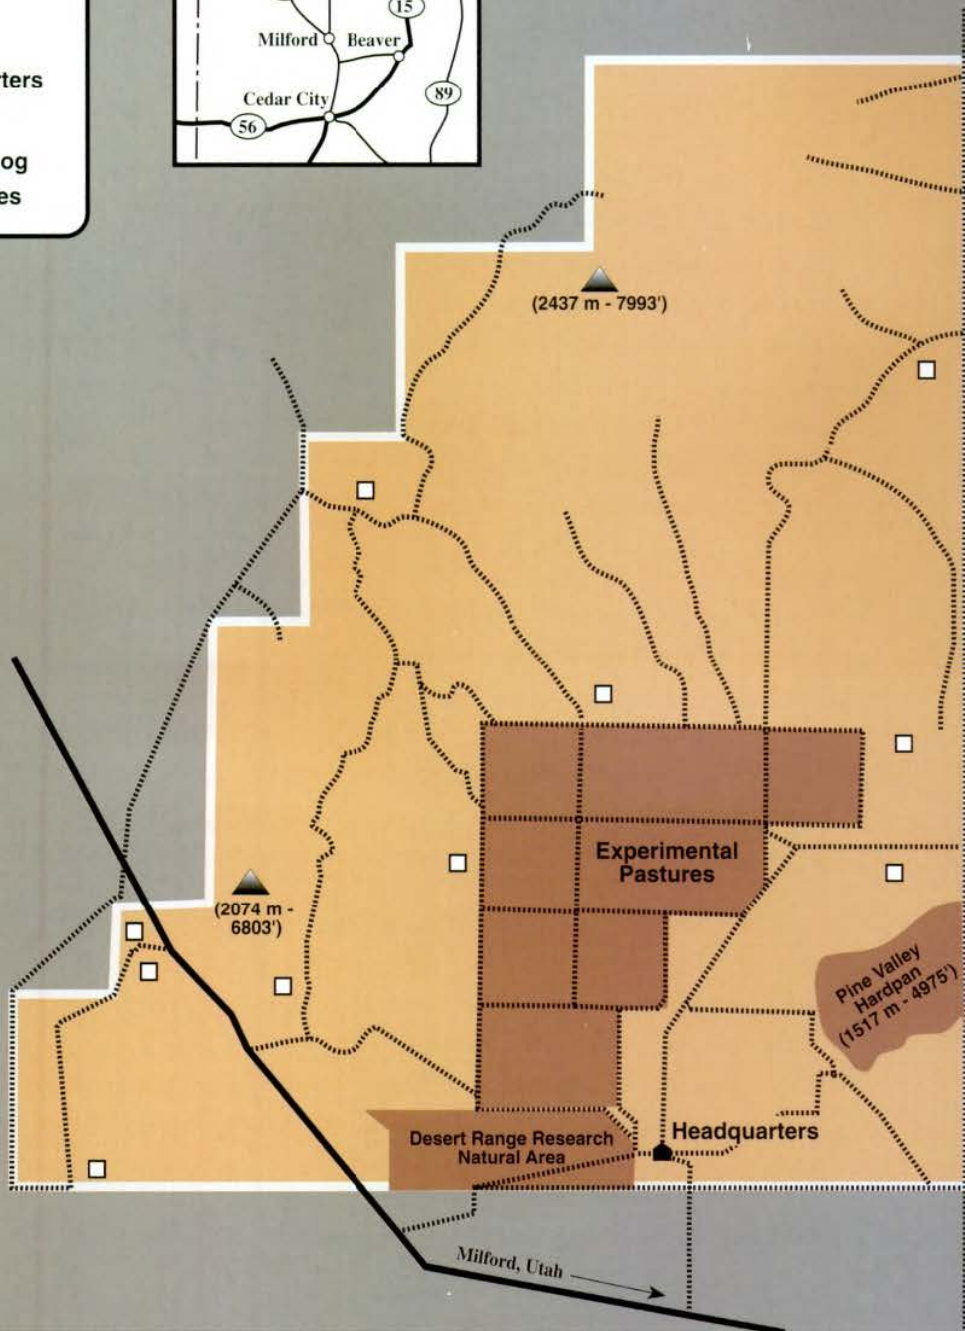 ters
og
es
15
Milford
Beaver
89
Cedar City
56
(2437 m - 7993')
Experimental
Pastures
(2074 m -
6803')
Pine Valley
Hardpan
(1517 m - 4975')
Headquarters
Desert Range Research
Natural Area
Milford, Utah